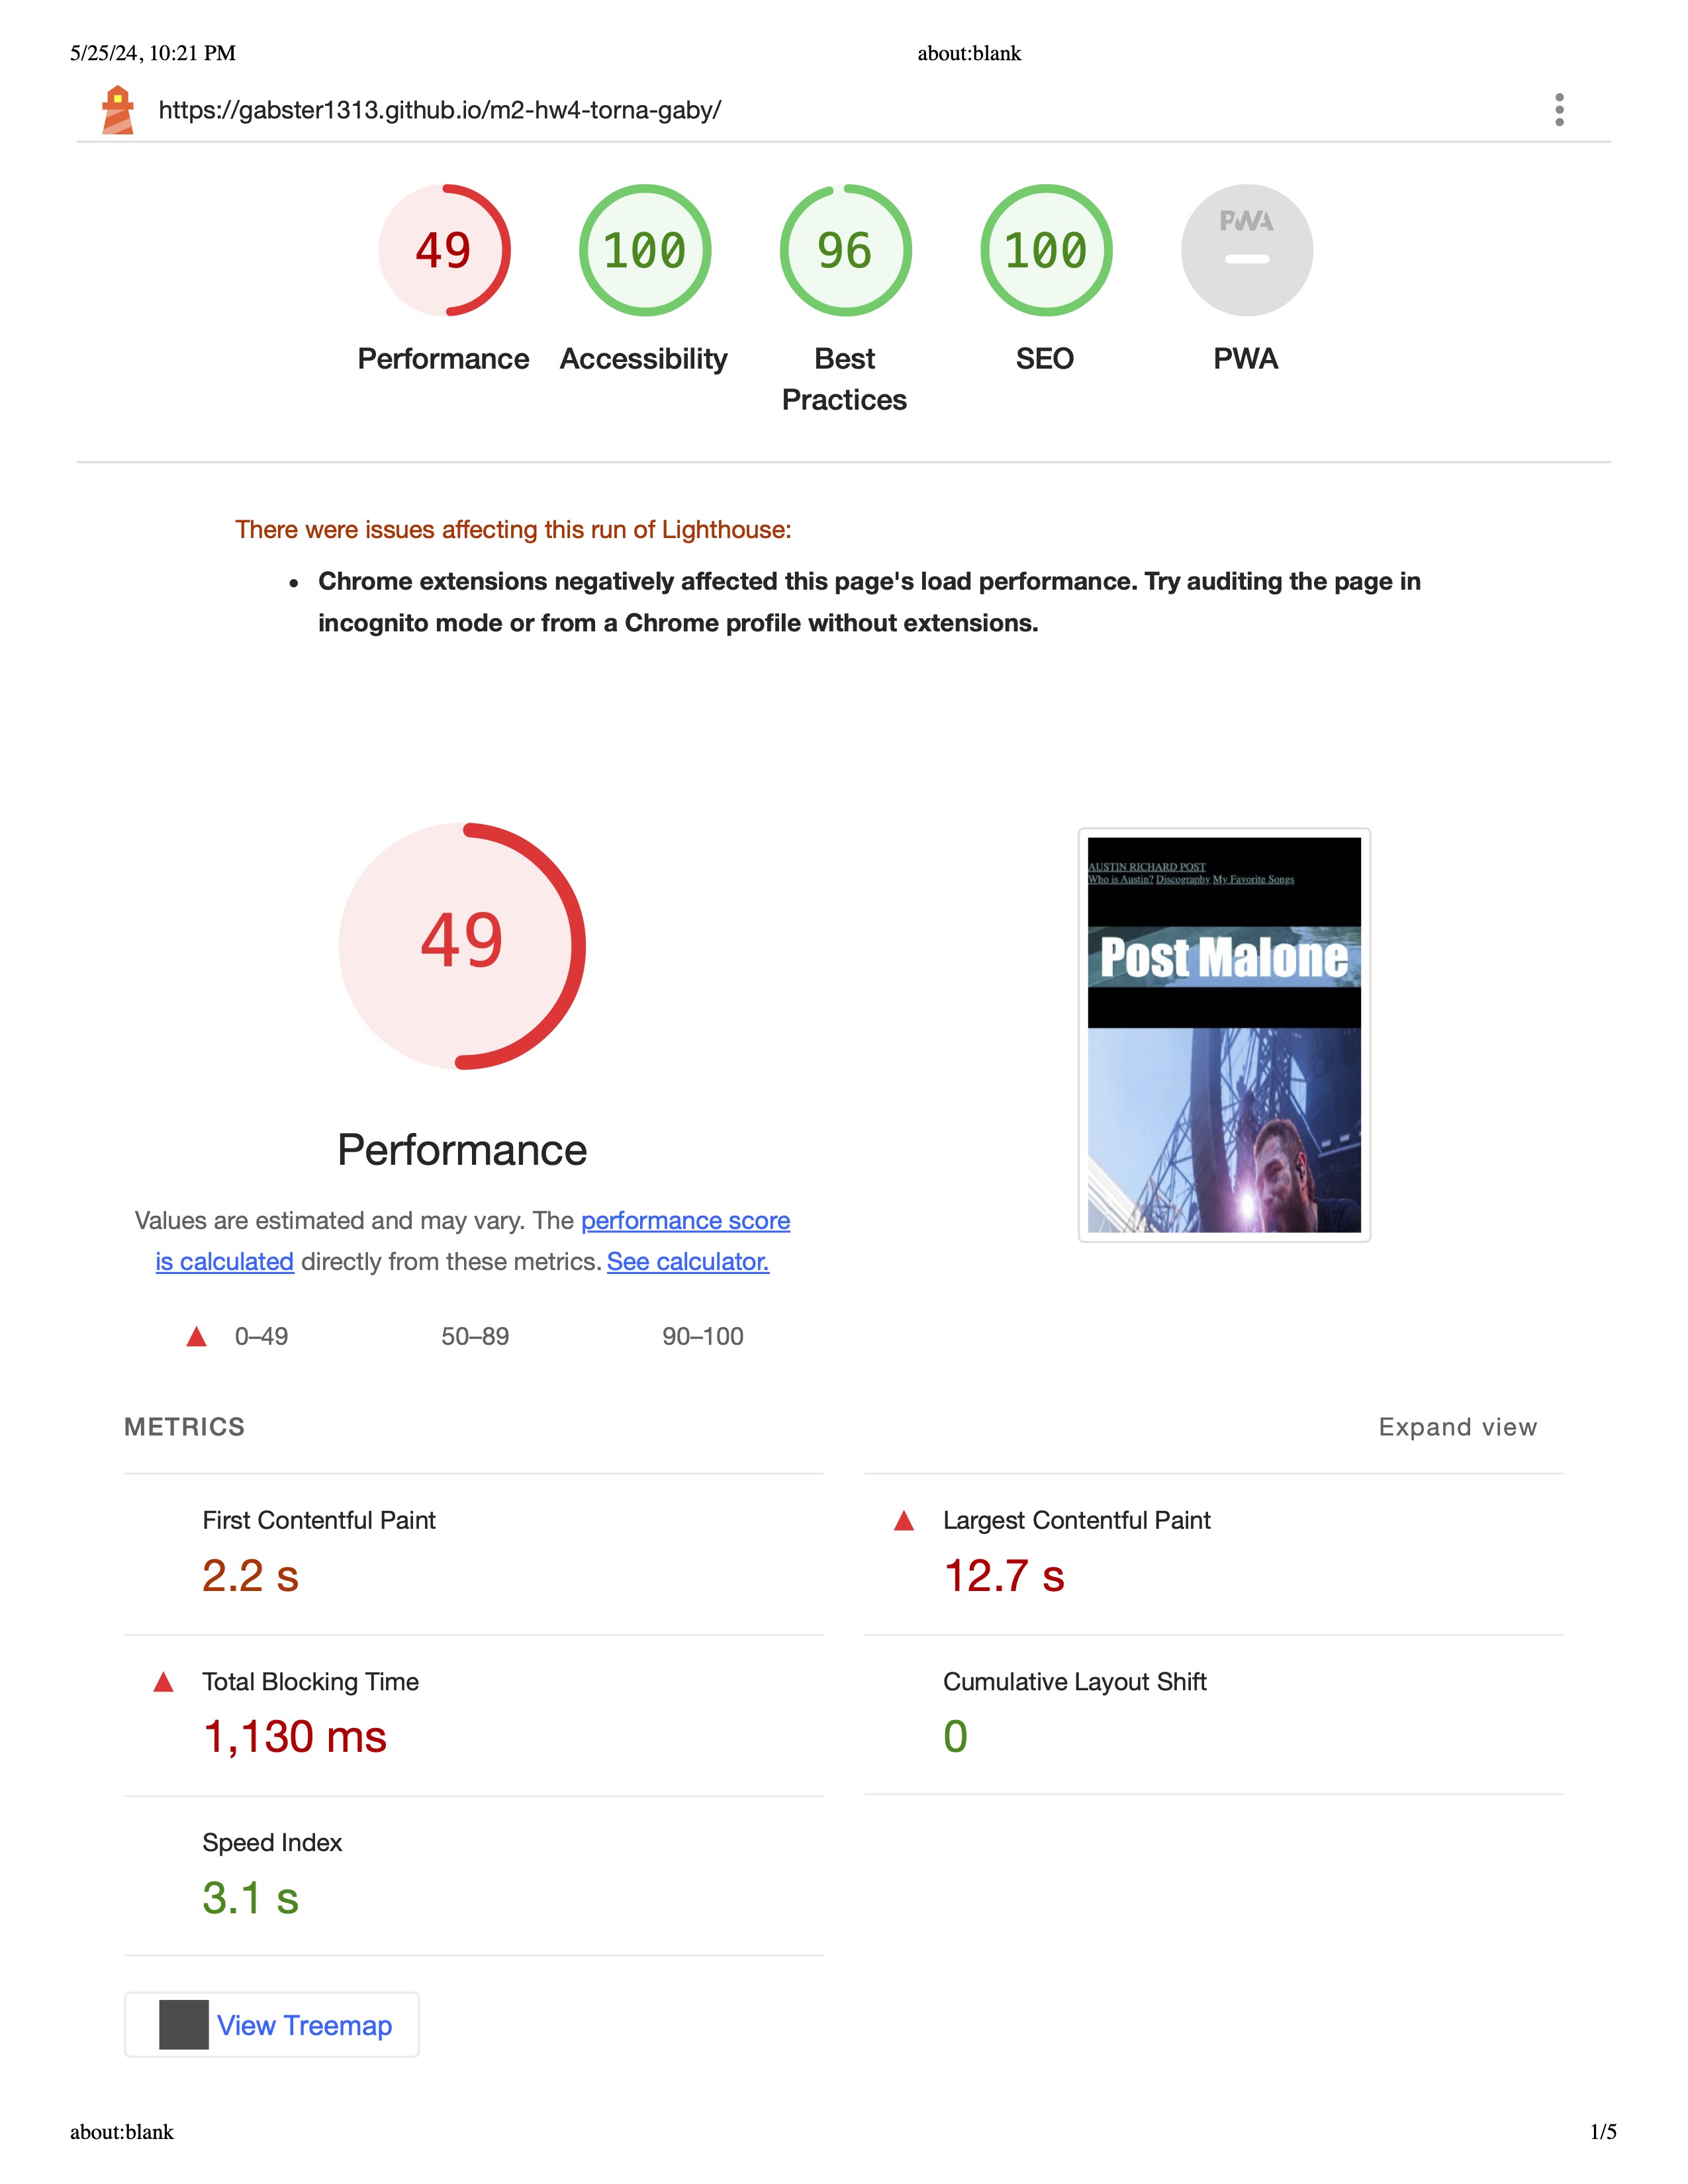 5/25/24, 10:21 PM
about:blank
https://gabster1313.github.io/m2-hw4-torna-gaby/
49
100
96
100
PWA
Performance
Accessibility
Best
Practices
SEO
PWA
There were issues affecting this run of Lighthouse:
Chrome extensions negatively affected this page's load performance. Try auditing the page in
incognito mode or from a Chrome profile without extensions.
49
Performance
Values are estimated and may vary. The performance score
is calculated directly from these metrics. See calculator.
0–49
50–89
90–100
AUSTIN RICHARD POST
Who is Austin? Discography My Favorite Songs
Post Malone
METRICS
Expand view
First Contentful Paint
2.2 s
Largest Contentful Paint
12.7 s
Total Blocking Time
1,130 ms
Cumulative Layout Shift
0
Speed Index
3.1 s
View Treemap
about:blank
1/5